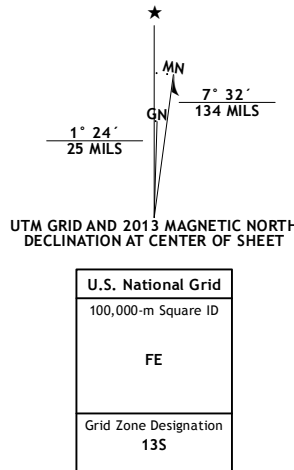 ★
MN
GN
7° 32´
134 MILS
1° 24´
25 MILS
UTM GRID AND 2013 MAGNETIC NORTH
DECLINATION AT CENTER OF SHEET
U.S. National Grid
100,000-m Square ID
FE
Grid Zone Designation
13S